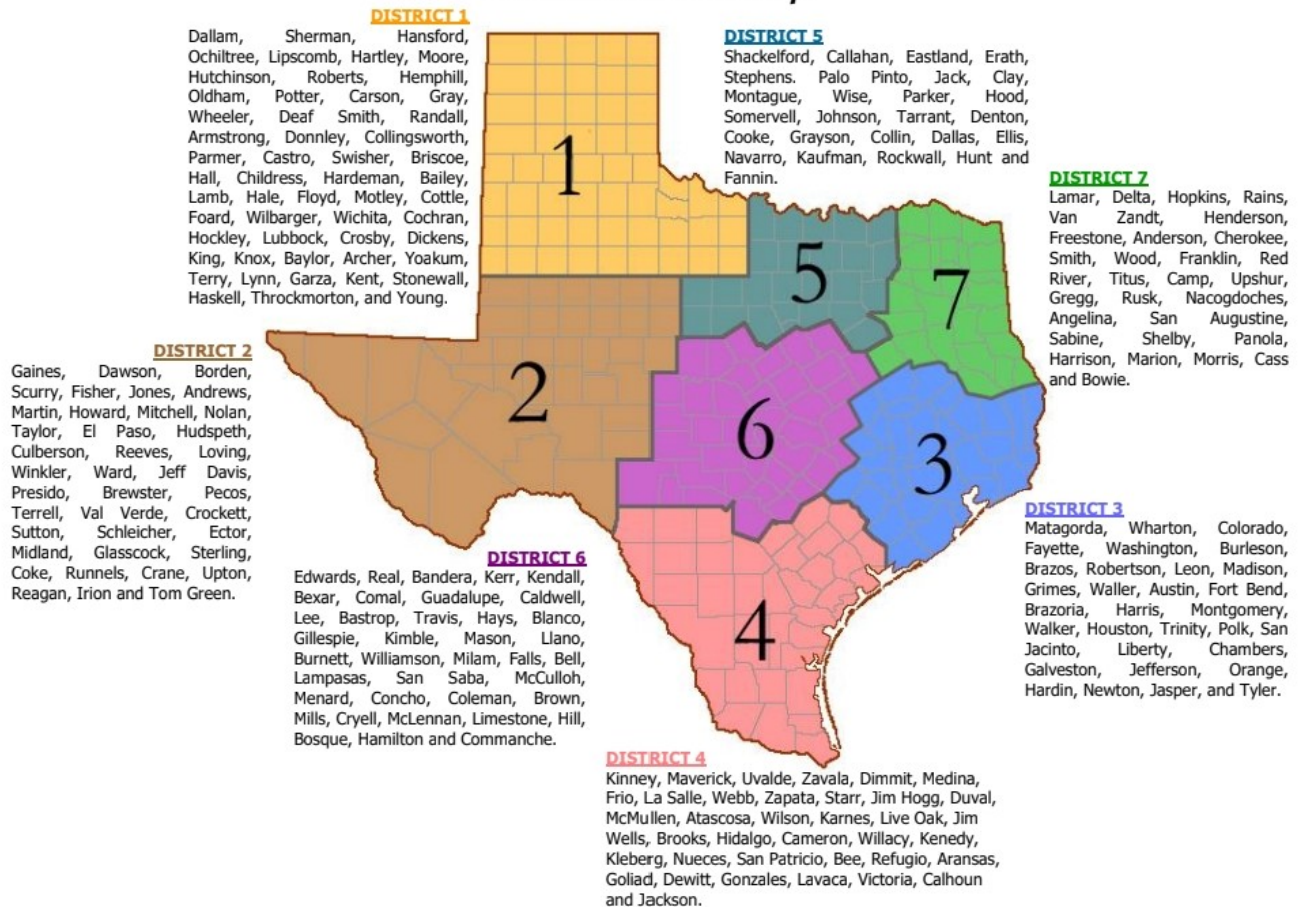 DISTRICT 1
Dallam, Sherman, Hansford,
Ochiltree, Lipscomb, Hartley, Moore,
Hutchinson, Roberts, Hemphill,
Oldham, Potter, Carson, Gray,
Wheeler, Deaf Smith, Randall,
Armstrong, Donnley, Collingsworth,
Parmer, Castro, Swisher, Briscoe,
Hall, Childress, Hardeman, Bailey,
Lamb, Hale, Floyd, Motley, Cottle,
Foard, Wilbarger, Wichita, Cochran,
Hockley, Lubbock, Crosby, Dickens,
King, Knox, Baylor, Archer, Yoakum,
Terry, Lynn, Garza, Kent, Stonewall,
Haskell, Throckmorton, and Young.
DISTRICT 5
Shackelford, Callahan, Eastland, Erath,
Stephens. Palo Pinto, Jack, Clay,
Montague, Wise, Parker, Hood,
Somervell, Johnson, Tarrant, Denton,
Cooke, Grayson, Collin, Dallas, Ellis,
Navarro, Kaufman, Rockwall, Hunt and
Fannin.
DISTRICT 7
Lamar, Delta, Hopkins, Rains,
Van Zandt, Henderson,
Freestone, Anderson, Cherokee,
Smith, Wood, Franklin, Red
River, Titus, Camp, Upshur,
Gregg, Rusk, Nacogdoches,
Angelina, San Augustine,
Sabine, Shelby, Panola,
Harrison, Marion, Morris, Cass
and Bowie.
1
5
7
2
6
3
4
DISTRICT 2
Gaines, Dawson, Borden,
Scurry, Fisher, Jones, Andrews,
Martin, Howard, Mitchell, Nolan,
Taylor, El Paso, Hudspeth,
Culberson, Reeves, Loving,
Winkler, Ward, Jeff Davis,
Presido, Brewster, Pecos,
Terrell, Val Verde, Crockett,
Sutton, Schleicher, Ector,
Midland, Glasscock, Sterling,
Coke, Runnels, Crane, Upton,
Reagan, Irion and Tom Green.
DISTRICT 3
Matagorda, Wharton, Colorado,
Fayette, Washington, Burleson,
Brazos, Robertson, Leon, Madison,
Grimes, Waller, Austin, Fort Bend,
Brazoria, Harris, Montgomery,
Walker, Houston, Trinity, Polk, San
Jacinto, Liberty, Chambers,
Galveston, Jefferson, Orange,
Hardin, Newton, Jasper, and Tyler.
DISTRICT 6
Edwards, Real, Bandera, Kerr, Kendall,
Bexar, Comal, Guadalupe, Caldwell,
Lee, Bastrop, Travis, Hays, Blanco,
Gillespie, Kimble, Mason, Llano,
Burnett, Williamson, Milam, Falls, Bell,
Lampasas, San Saba, McCulloh,
Menard, Concho, Coleman, Brown,
Mills, Cryell, McLennan, Limestone, Hill,
Bosque, Hamilton and Commanche.
DISTRICT 4
Kinney, Maverick, Uvalde, Zavala, Dimmit, Medina,
Frio, La Salle, Webb, Zapata, Starr, Jim Hogg, Duval,
McMullen, Atascosa, Wilson, Karnes, Live Oak, Jim
Wells, Brooks, Hidalgo, Cameron, Willacy, Kenedy,
Kleberg, Nueces, San Patricio, Bee, Refugio, Aransas,
Goliad, Dewitt, Gonzales, Lavaca, Victoria, Calhoun
and Jackson.